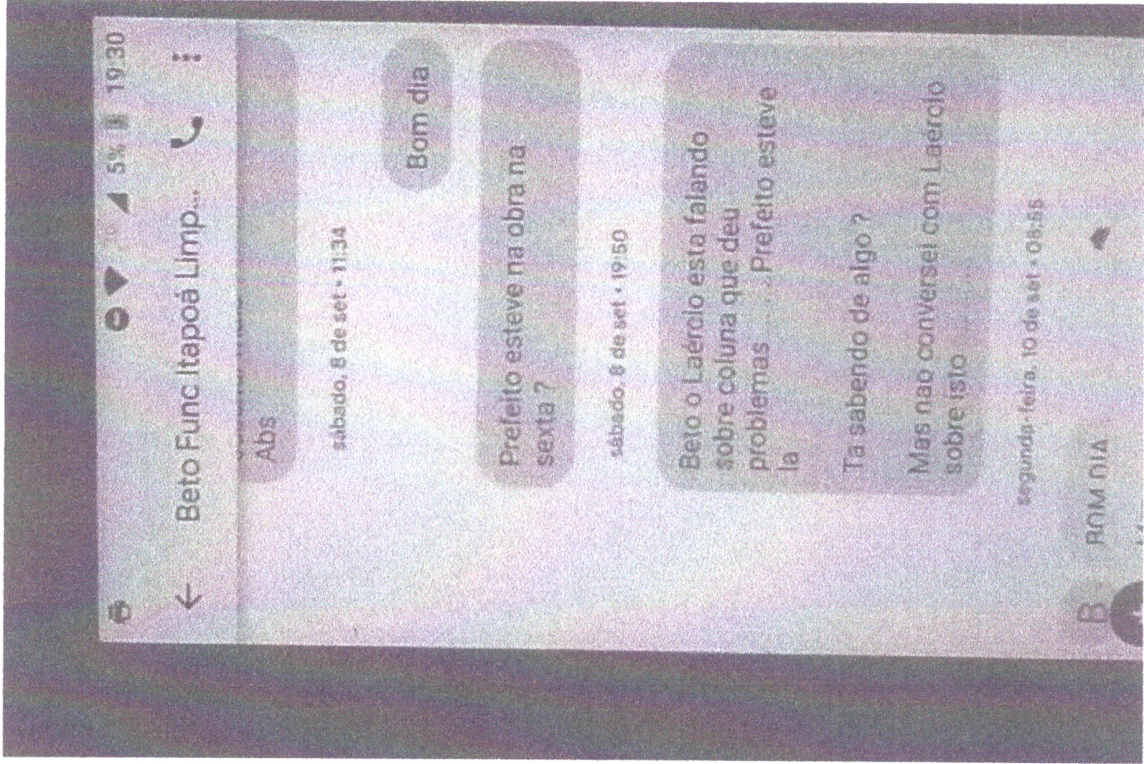 5% 19:30
← Beto Func Itapoá Limp...
Abs
sábado, 8 de set • 11:34
Bom dia
Prefeito esteve na obra na
sexta ?
sábado, 8 de set • 19:50
Beto o Laércio esta falando
sobre coluna que deu
problemas ..... Prefeito esteve
la
Ta sabendo de algo ?
Mas nao conversei com Laércio
sobre isto
segunda-feira, 10 de set • 08:55
B
BOM DIA